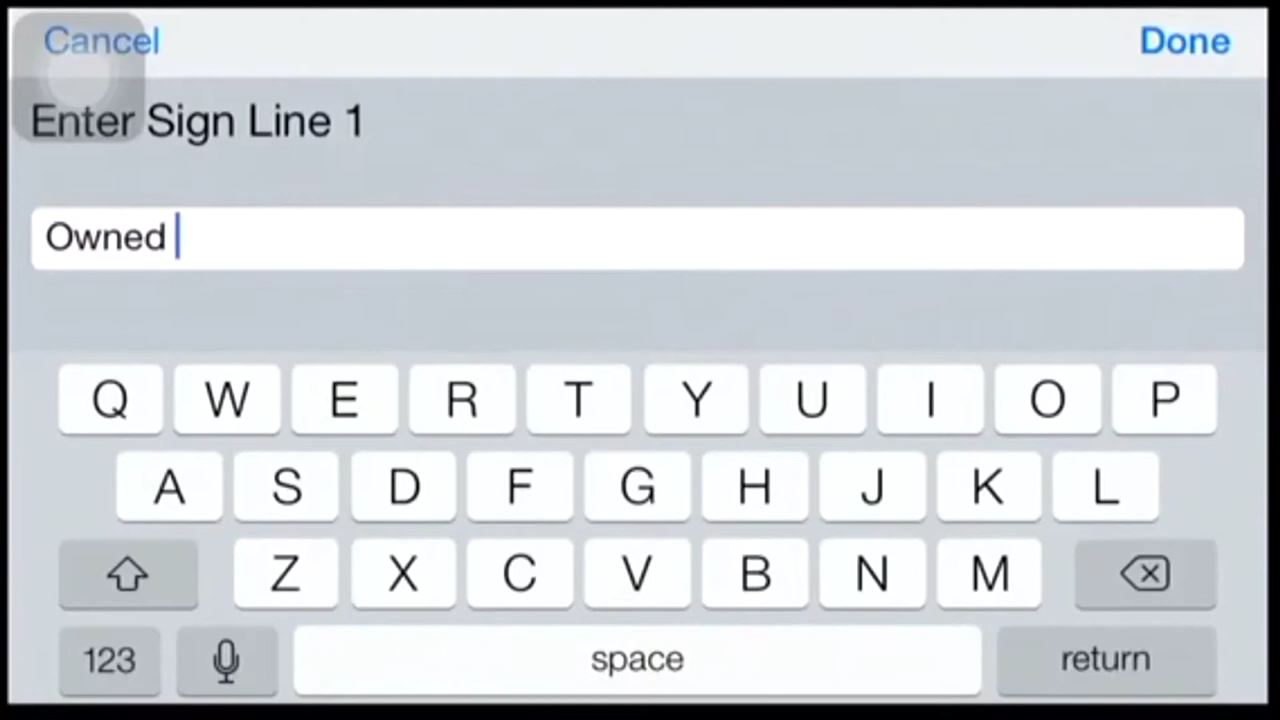 Cancel
Done
Enter Sign Line 1
Owned
Q W E R T Y U I O P
A S D F G H J K L
Z X C V B N M
123 space return